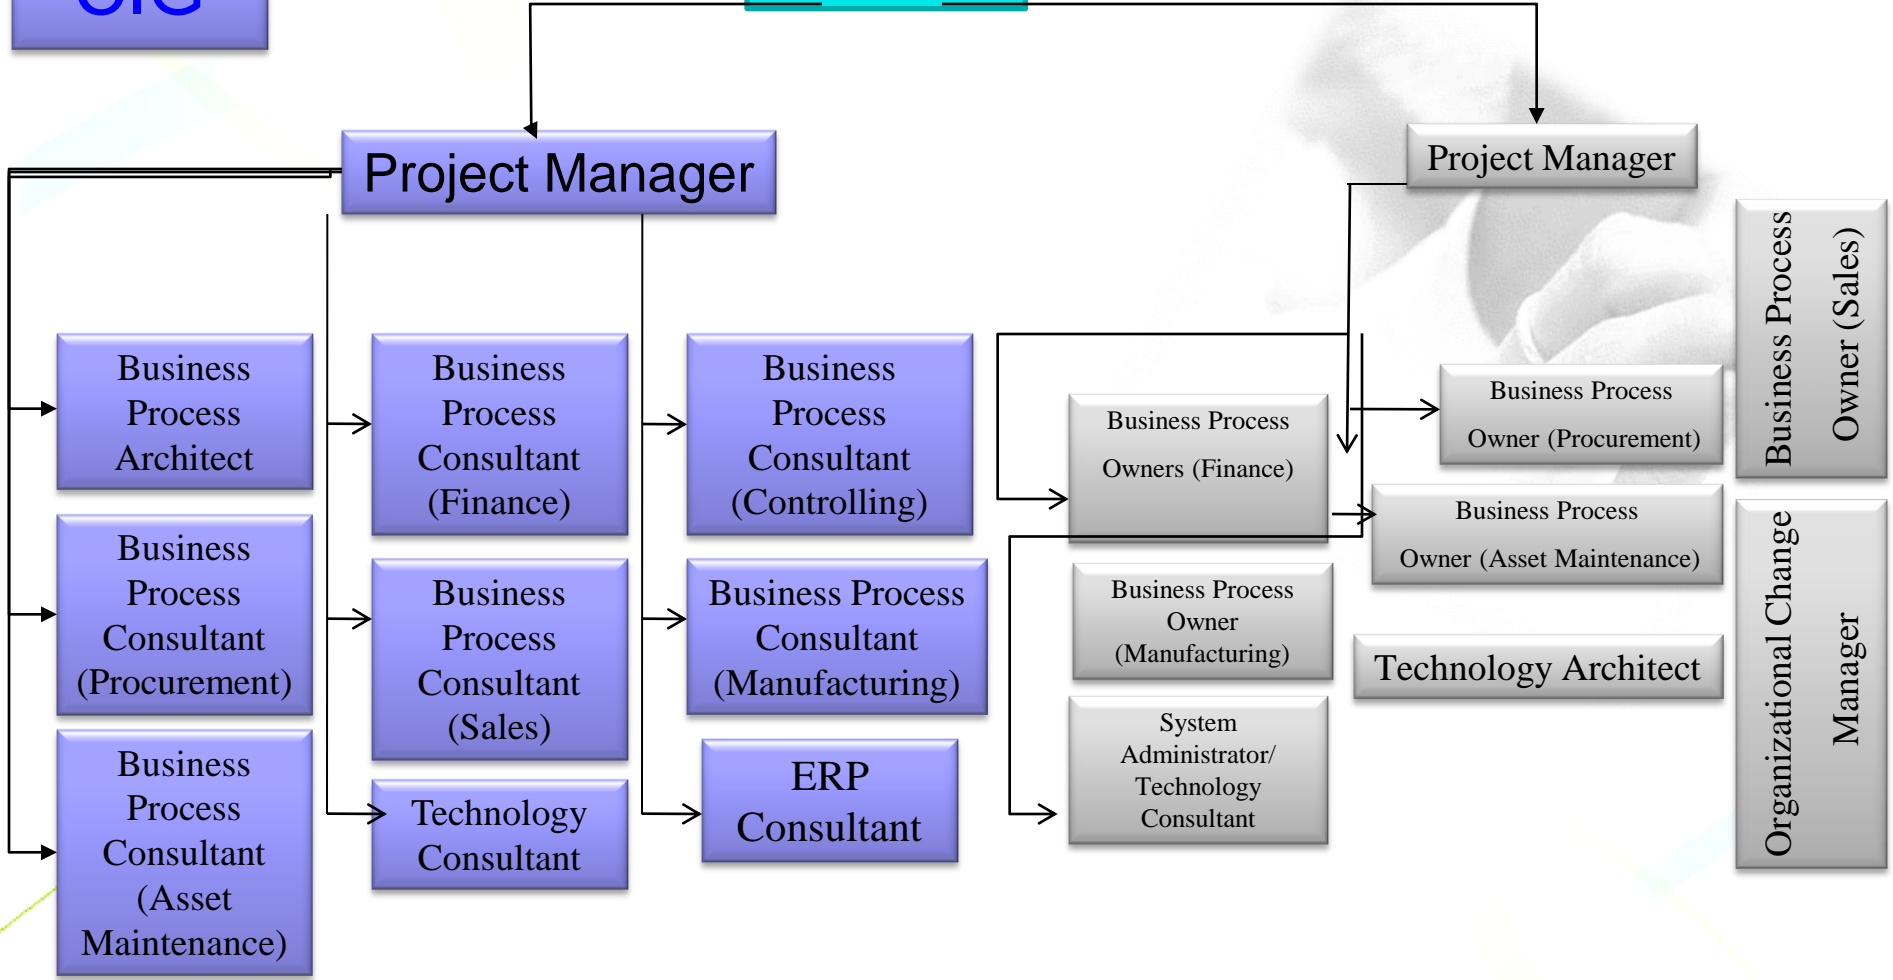 Project Manager
Business
Process
Architect
Business
Process
Consultant
(Procurement)
Business
Process
Consultant
(Asset
Maintenance)
Business
Process
Consultant
(Finance)
Business
Process
Consultant
(Sales)
Technology
Consultant
Business
Process
Consultant
(Controlling)
Business Process
Consultant
(Manufacturing)
ERP
Consultant
Project Manager
Business Process
Owners (Finance)
Business Process
Owner
(Manufacturing)
System
Administrator/
Technology
Consultant
Business Process
Owner (Procurement)
Business Process
Owner (Asset Maintenance)
Technology Architect
Business Process
Owner (Sales)
Organizational Change
Manager